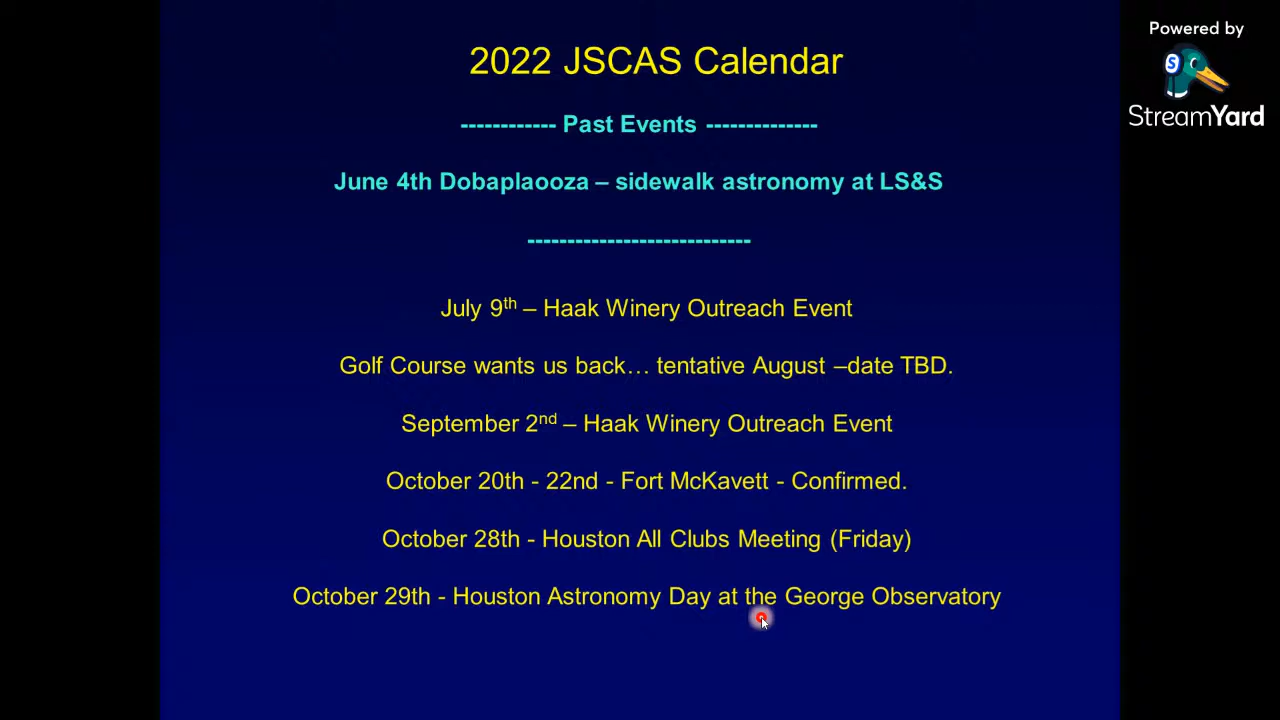 2022 JSCAS Calendar
------------ Past Events --------------
June 4th Dobaplaooza – sidewalk astronomy at LS&S
----------------------------
July 9th – Haak Winery Outreach Event
Golf Course wants us back… tentative August –date TBD.
September 2nd – Haak Winery Outreach Event
October 20th - 22nd - Fort McKavett - Confirmed.
October 28th - Houston All Clubs Meeting (Friday)
October 29th - Houston Astronomy Day at the George Observatory
Powered by
S
StreamYard